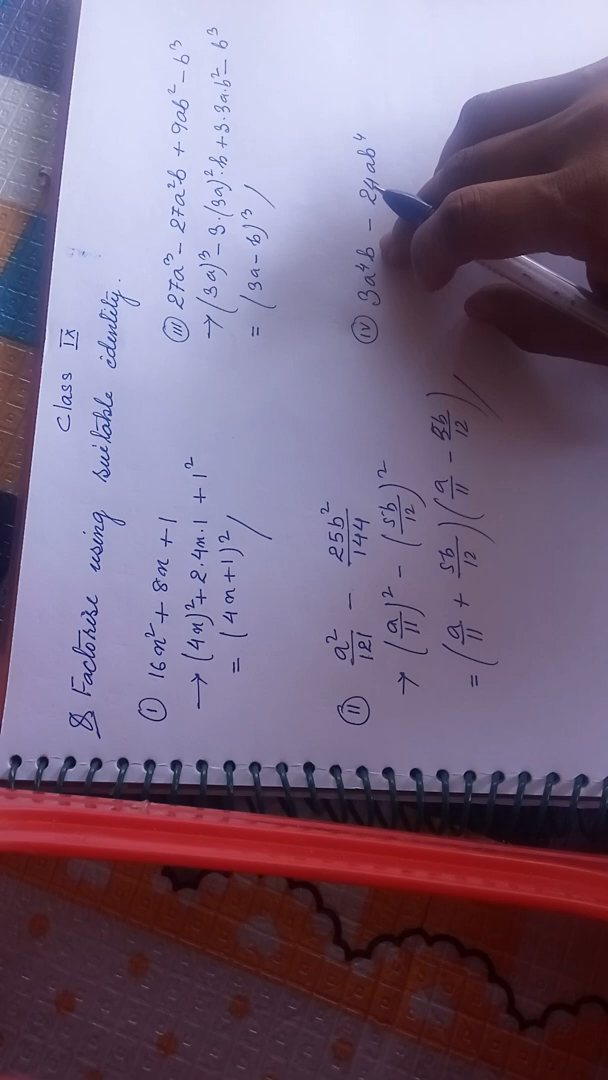 Class IX
Q Factorise using suitable identity.
(i) 16x² + 8x + 1
→ (4x)² + 2.4x.1 + 1²
= (4x+1)²
(ii) a²/121 - 25b²/144
→ (a/11)² - (5b/12)²
= (a/11 + 5b/12) (a/11 - 5b/12)
(iii) 27a³ - 27a²b + 9ab² - b³
→ (3a)³ - 3.(3a)².b + 3.3a.b² - b³
= (3a - b)³
(iv) 3a⁴b - 24ab⁴